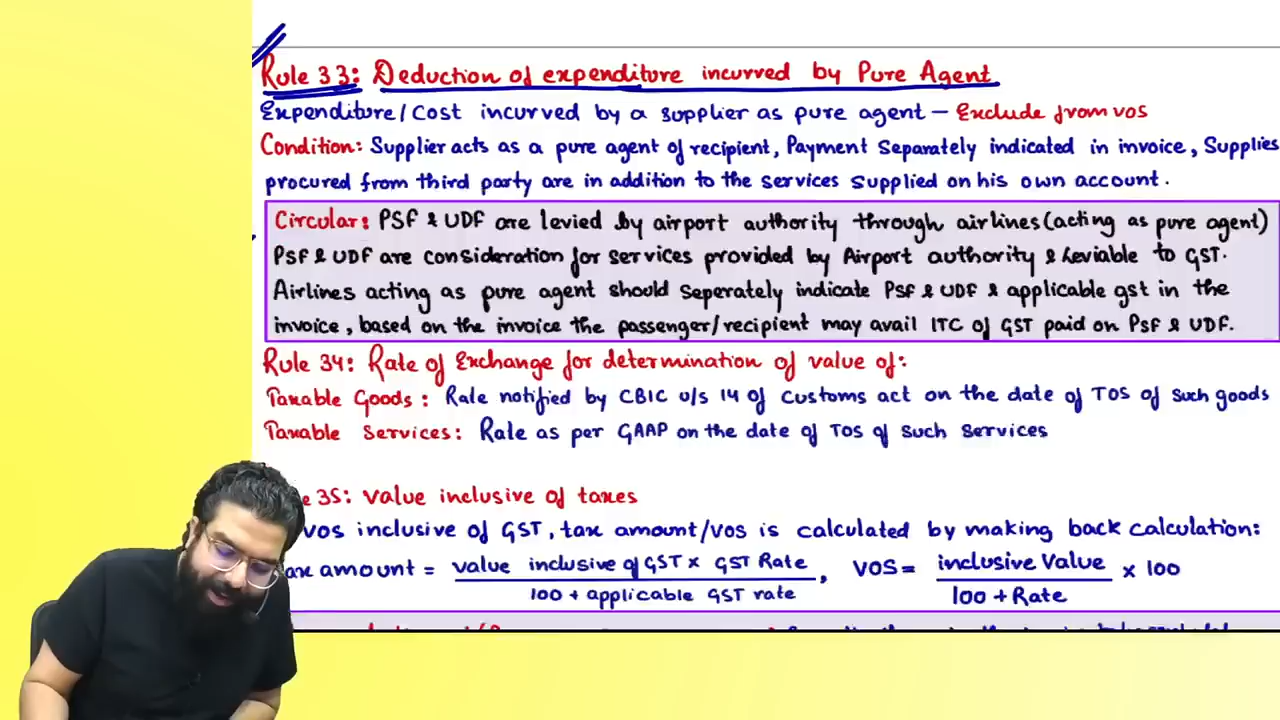 Rule 33: Deduction of expenditure incurred by Pure Agent
Expenditure/Cost incurred by a supplier as pure agent – Exclude from VOS
Condition: Supplier acts as a pure agent of recipient, Payment Separately indicated in invoice, Supplies
procured from third party are in addition to the services supplied on his own account.
Circular: PSF & UDF are levied by airport authority through airlines (acting as pure agent)
PSF & UDF are consideration for services provided by Airport authority & Leviable to GST.
Airlines acting as pure agent should seperately indicate PSF & UDF & applicable gst in the
invoice, based on the invoice the passenger/recipient may avail ITC of GST paid on PSF & UDF.
Rule 34: Rate of Exchange for determination of value of:
Taxable Goods: Rate notified by CBIC u/s 14 of Customs act on the date of TOS of such goods
Taxable Services: Rate as per GAAP on the date of TOS of such services
35: Value inclusive of taxes
VOS inclusive of GST, tax amount/VOS is calculated by making back calculation:
amount = value inclusive of GST x GST Rate / 100 + applicable GST rate, VOS = inclusive Value / 100 + Rate x 100